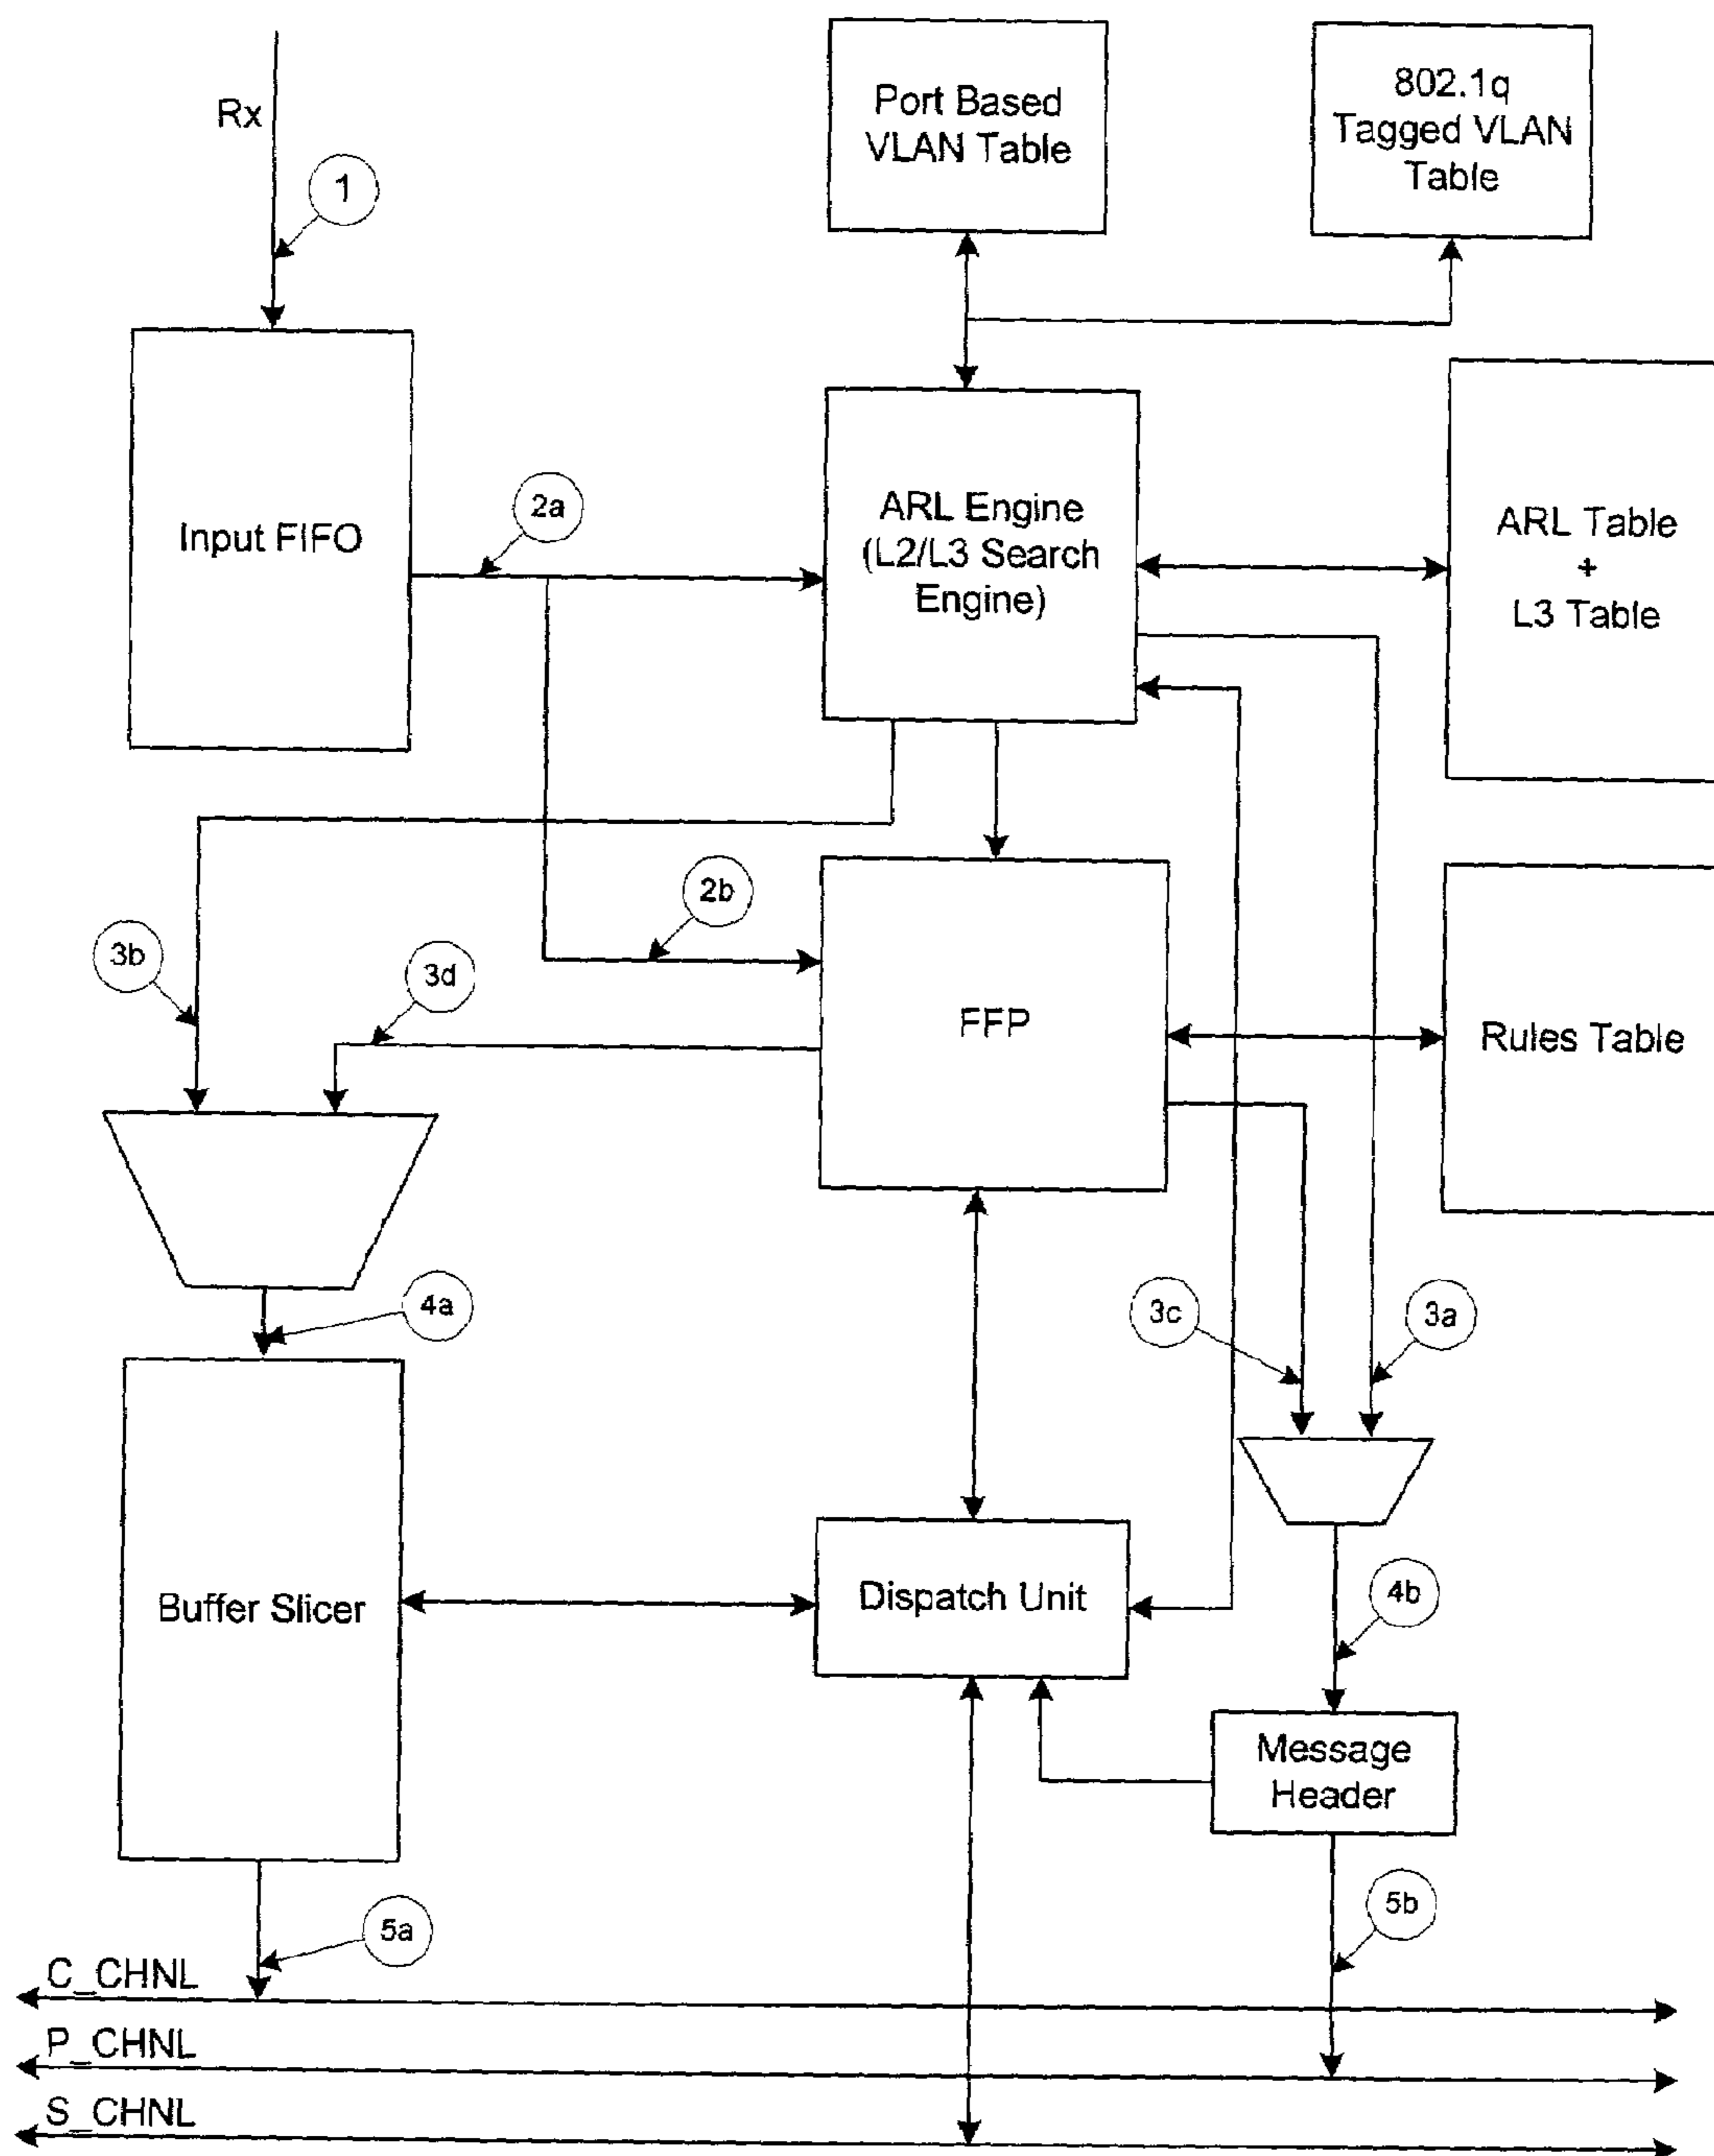 Rx
1
Port Based
VLAN Table
802.1q
Tagged VLAN
Table
Input FIFO
2a
ARL Engine
(L2/L3 Search
Engine)
ARL Table
+
L3 Table
2b
3b
3d
FFP
Rules Table
4a
3c
3a
Buffer Slicer
Dispatch Unit
4b
Message
Header
5a
5b
C_CHNL
P_CHNL
S_CHNL